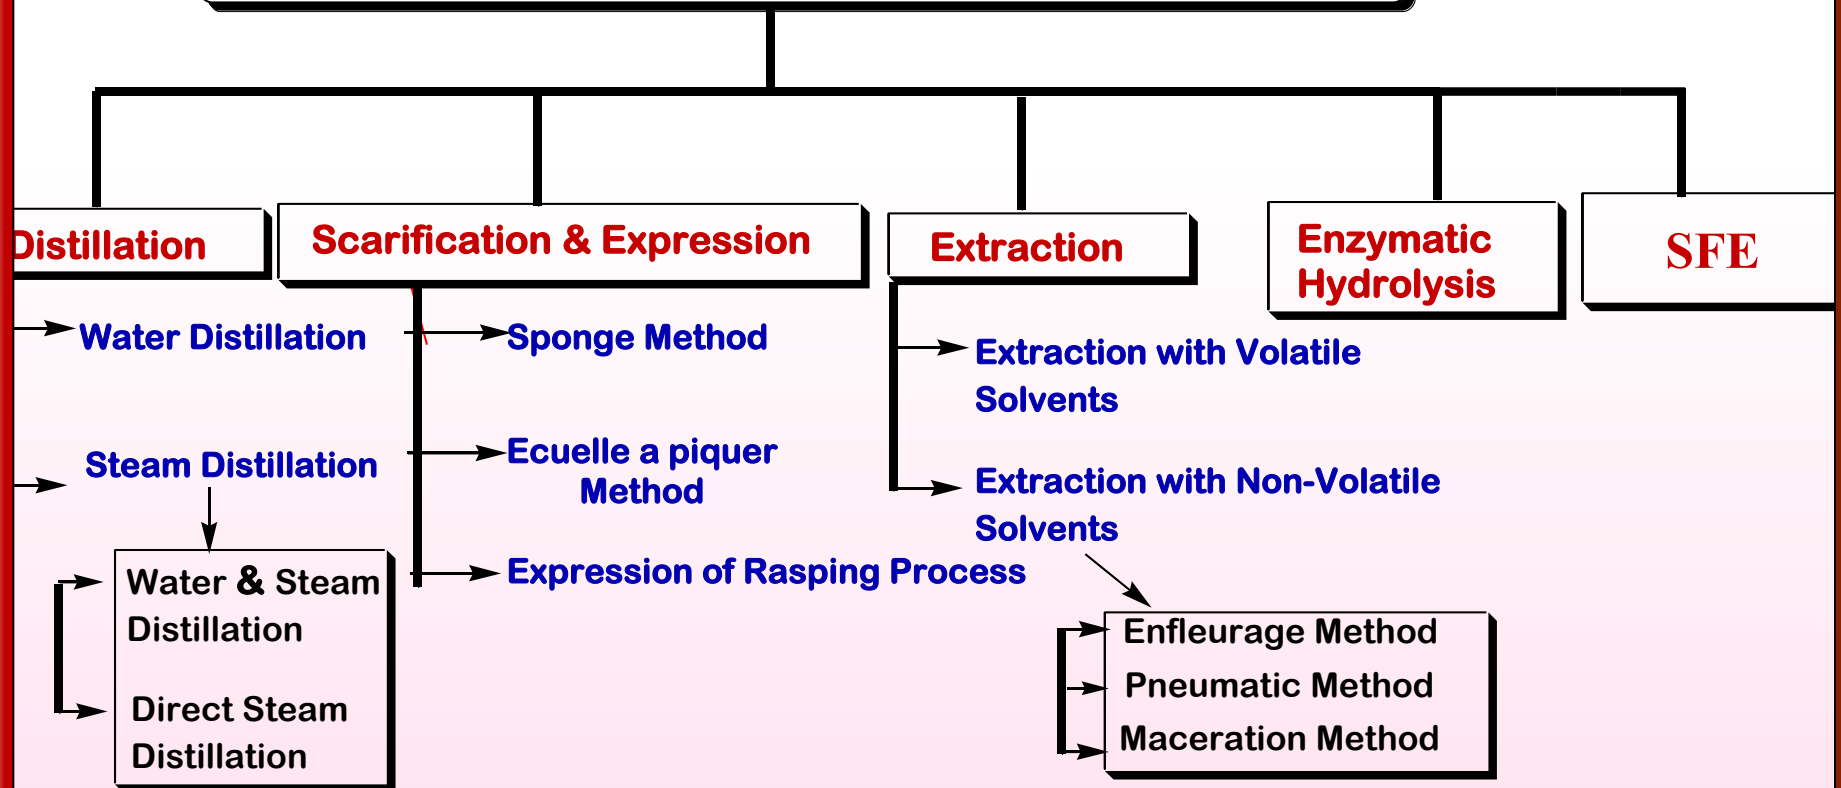 Distillation
Scarification & Expression
Extraction
Enzymatic
Hydrolysis
SFE
Water Distillation
Steam Distillation
Water & Steam
Distillation
Direct Steam
Distillation
Sponge Method
Ecuelle a piquer
Method
Expression of Rasping Process
Extraction with Volatile
Solvents
Extraction with Non-Volatile
Solvents
Enfleurage Method
Pneumatic Method
Maceration Method